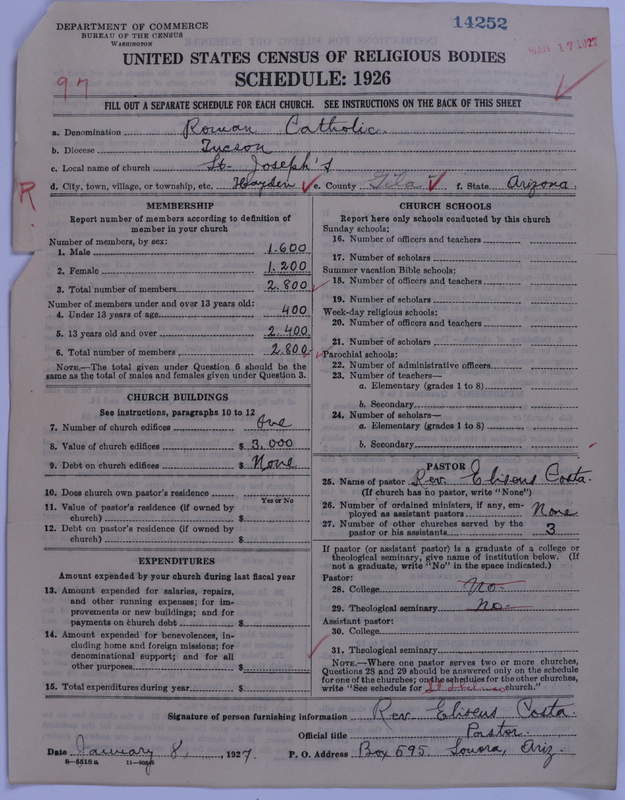 DEPARTMENT OF COMMERCE
BUREAU OF THE CENSUS
WASHINGTON
14252
MAR 17 1927
UNITED STATES CENSUS OF RELIGIOUS BODIES
SCHEDULE: 1926
97
FILL OUT A SEPARATE SCHEDULE FOR EACH CHURCH. SEE INSTRUCTIONS ON THE BACK OF THIS SHEET
a. Denomination Roman Catholic.
b. Diocese Tucson
c. Local name of church St. Joseph's
d. City, town, village, or township, etc. Hayden e. County Gila f. State Arizona.
R
MEMBERSHIP
Report number of members according to definition of
member in your church
Number of members, by sex:
1. Male 1.600
2. Female 1.200
3. Total number of members 2.800
Number of members under and over 13 years old:
4. Under 13 years of age 400
5. 13 years old and over 2.400
6. Total number of members 2.800
NOTE.—The total given under Question 6 should be the
same as the total of males and females given under Question 3.
CHURCH BUILDINGS
See instructions, paragraphs 10 to 12
7. Number of church edifices One
8. Value of church edifices $ 3,000
9. Debt on church edifices $ None
10. Does church own pastor's residence
Yes or No
11. Value of pastor's residence (if owned by
church) $
12. Debt on pastor's residence (if owned by
church) $
EXPENDITURES
Amount expended by your church during last fiscal year
13. Amount expended for salaries, repairs,
and other running expenses; for im-
provements or new buildings; and for
payments on church debt $
14. Amount expended for benevolences, in-
cluding home and foreign missions; for
denominational support; and for all
other purposes $
15. Total expenditures during year $
CHURCH SCHOOLS
Report here only schools conducted by this church
Sunday schools:
16. Number of officers and teachers
17. Number of scholars
Summer vacation Bible schools:
18. Number of officers and teachers
19. Number of scholars
Week-day religious schools:
20. Number of officers and teachers
21. Number of scholars
Parochial schools:
22. Number of administrative officers
23. Number of teachers—
a. Elementary (grades 1 to 8)
b. Secondary
24. Number of scholars—
a. Elementary (grades 1 to 8)
b. Secondary
PASTOR
25. Name of pastor Rev. Eliseus Costa.
(If church has no pastor, write "None")
26. Number of ordained ministers, if any, em-
ployed as assistant pastors None
27. Number of other churches served by the
pastor or his assistants 3
If pastor (or assistant pastor) is a graduate of a college or
theological seminary, give name of institution below. (If
not a graduate, write "No" in the space indicated.)
Pastor:
28. College No
29. Theological seminary No
Assistant pastor:
30. College
31. Theological seminary
NOTE.—Where one pastor serves two or more churches,
Questions 28 and 29 should be answered only on the schedule
for one of the churches; on the schedules for the other churches,
write "See schedule for church."
Signature of person furnishing information Rev. Eliseus Costa.
Official title Pastor.
Date January 8, 1927. P. O. Address Box 595. Sonora, Ariz.
8—5518 a